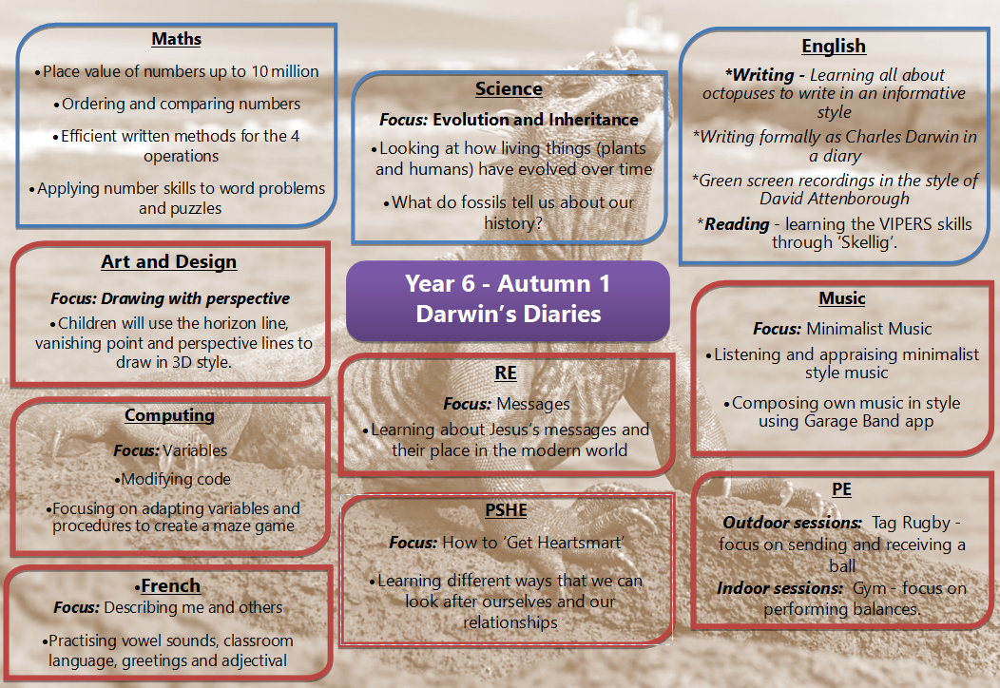 Maths
•Place value of numbers up to 10 million
•Ordering and comparing numbers
•Efficient written methods for the 4
operations
•Applying number skills to word problems
and puzzles
Science
Focus: Evolution and Inheritance
•Looking at how living things (plants
and humans) have evolved over time
•What do fossils tell us about our
history?
English
*Writing - Learning all about
octopuses to write in an informative
style
*Writing formally as Charles Darwin in
a diary
*Green screen recordings in the style of
David Attenborough
*Reading - learning the VIPERS skills
through ‘Skellig’.
Art and Design
Focus: Drawing with perspective
•Children will use the horizon line,
vanishing point and perspective lines to
draw in 3D style.
Year 6 - Autumn 1
Darwin’s Diaries
Music
Focus: Minimalist Music
•Listening and appraising minimalist
style music
•Composing own music in style
using Garage Band app
RE
Focus: Messages
•Learning about Jesus’s messages and
their place in the modern world
Computing
Focus: Variables
•Modifying code
•Focusing on adapting variables and
procedures to create a maze game
PSHE
Focus: How to ‘Get Heartsmart’
•Learning different ways that we can
look after ourselves and our
relationships
PE
Outdoor sessions: Tag Rugby -
focus on sending and receiving a
ball
Indoor sessions: Gym - focus on
performing balances.
•French
Focus: Describing me and others
•Practising vowel sounds, classroom
language, greetings and adjectival